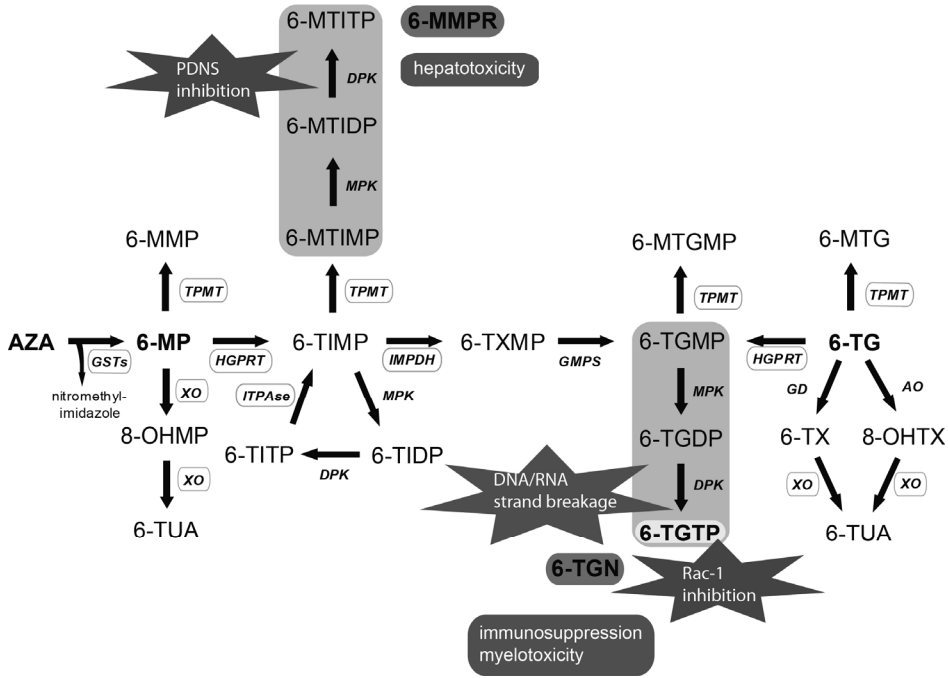 6-MTITP
6-MMPR
PDNS
inhibition
DPK
hepatotoxicity
6-MTIDP
MPK
6-MMP
6-MTIMP
6-MTGMP
6-MTG
TPMT
TPMT
TPMT
TPMT
AZA
GSTs
6-MP
HGPRT
6-TIMP
IMPDH
6-TXMP
GMPS
6-TGMP
HGPRT
6-TG
nitromethyl-
imidazole
XO
ITPAse
MPK
MPK
GD
AO
8-OHMP
6-TITP
DPK
6-TIDP
6-TGDP
6-TX
8-OHTX
XO
DNA/RNA
strand breakage
DPK
XO
XO
6-TUA
6-TGTP
6-TUA
6-TGN
Rac-1
inhibition
immunosuppression
myelotoxicity